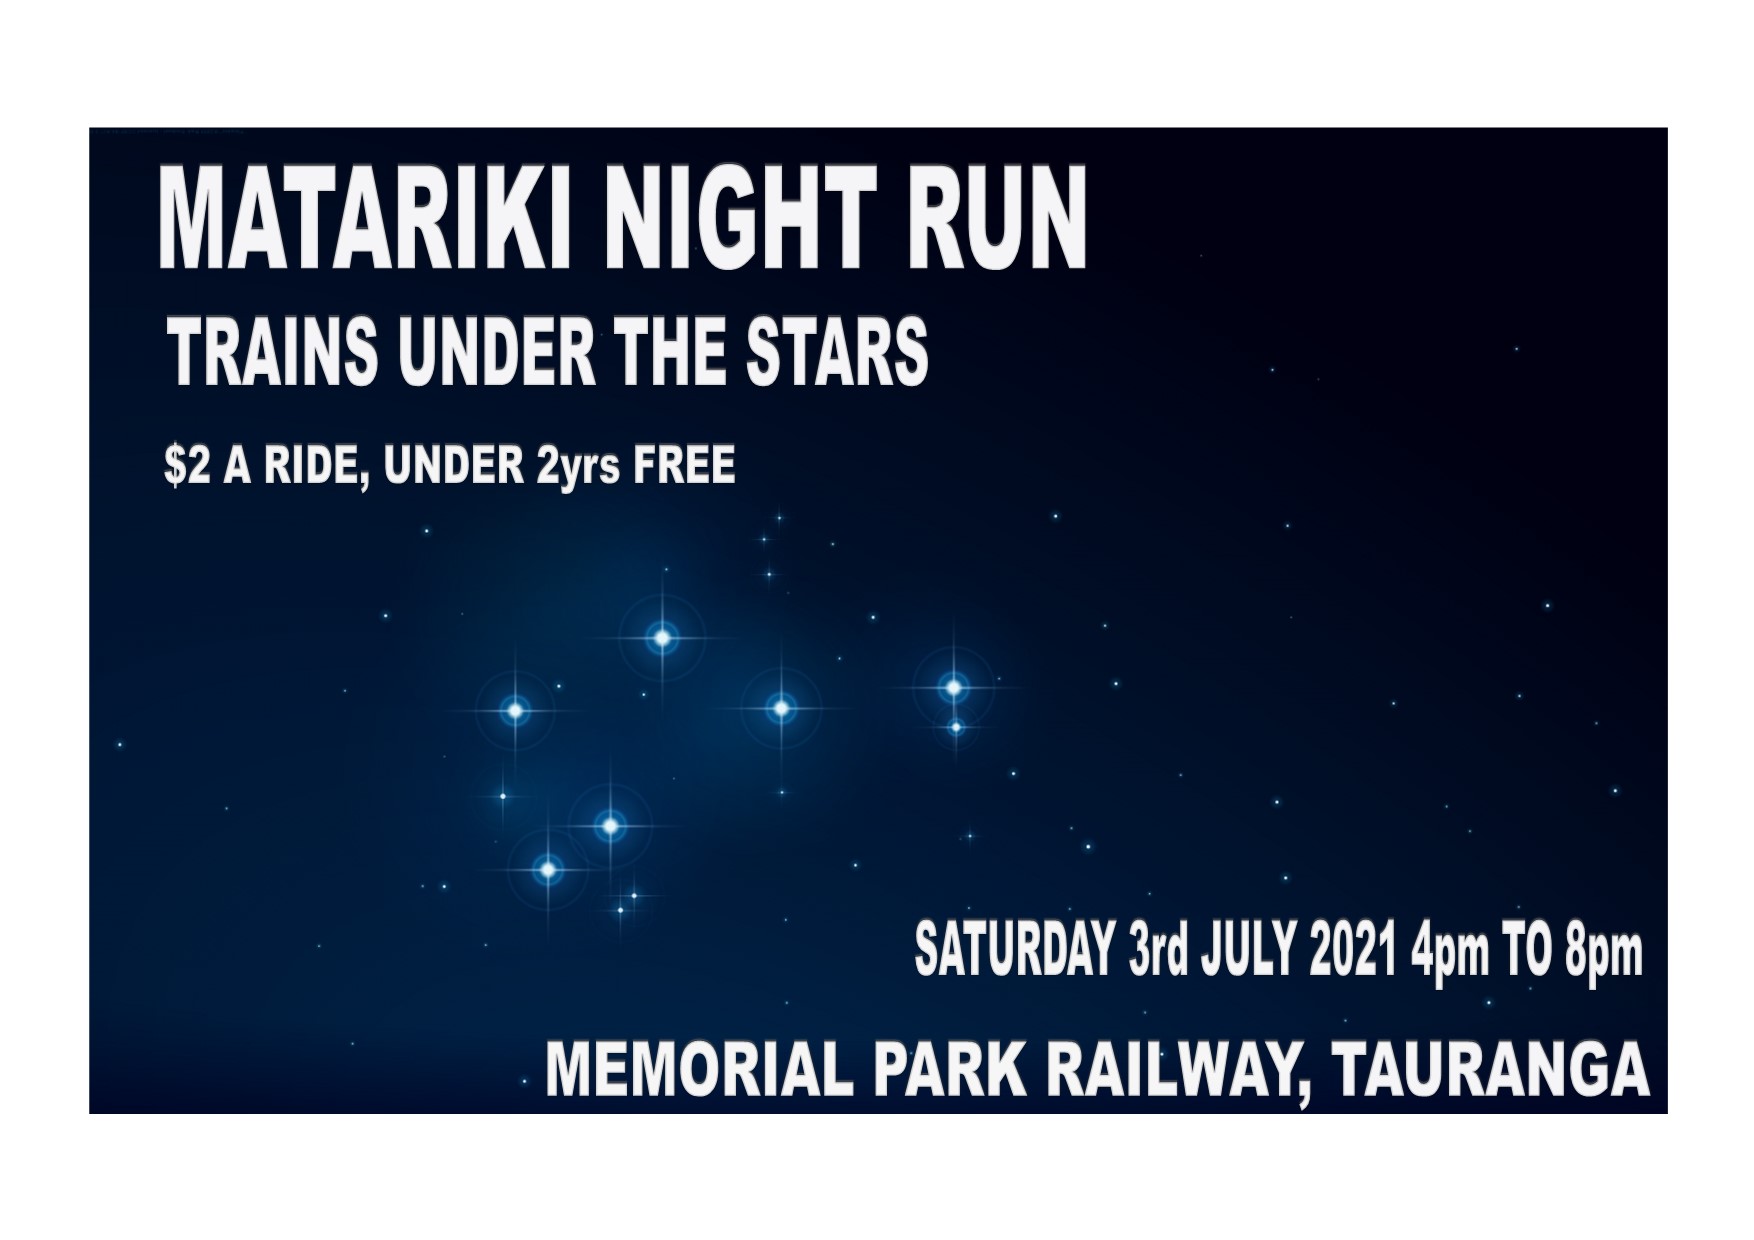 MATARIKI NIGHT RUN
TRAINS UNDER THE STARS
$2 A RIDE, UNDER 2yrs FREE
SATURDAY 3rd JULY 2021 4pm TO 8pm
MEMORIAL PARK RAILWAY, TAURANGA